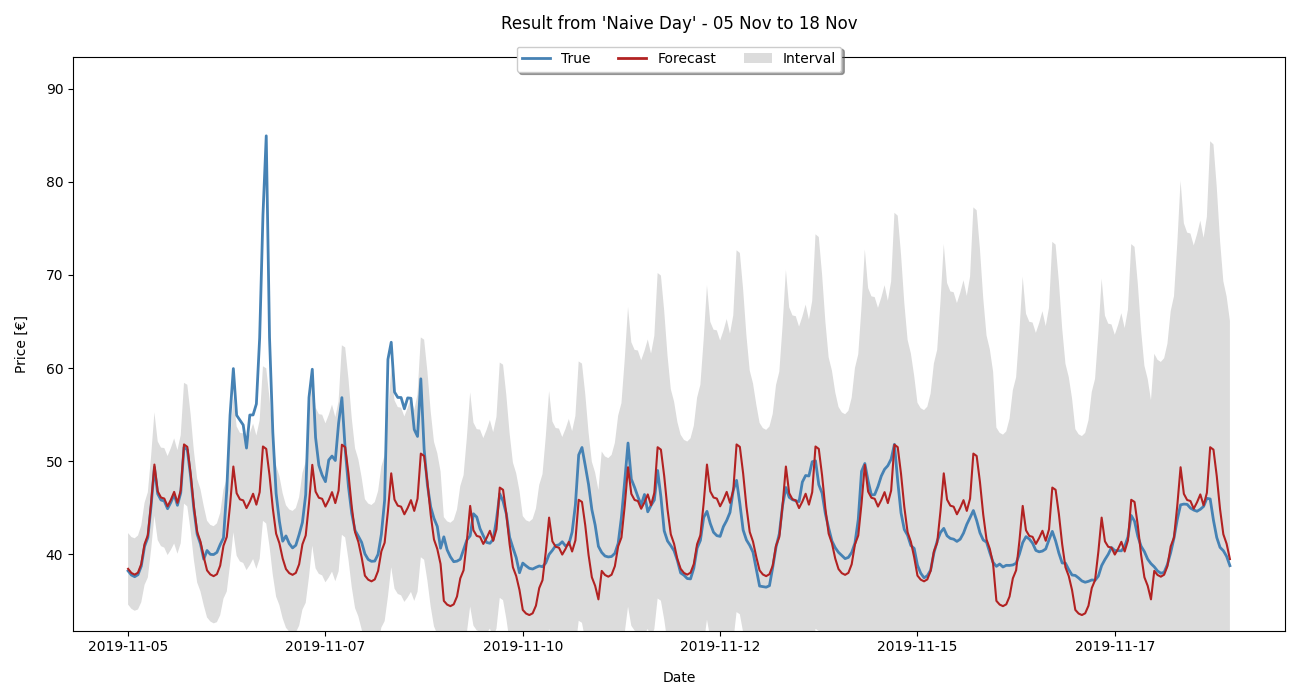 Result from 'Naive Day' - 05 Nov to 18 Nov
True Forecast Interval
90
80
70
60
50
40
Price [€]
2019-11-05 2019-11-07 2019-11-10 2019-11-12 2019-11-15 2019-11-17
Date